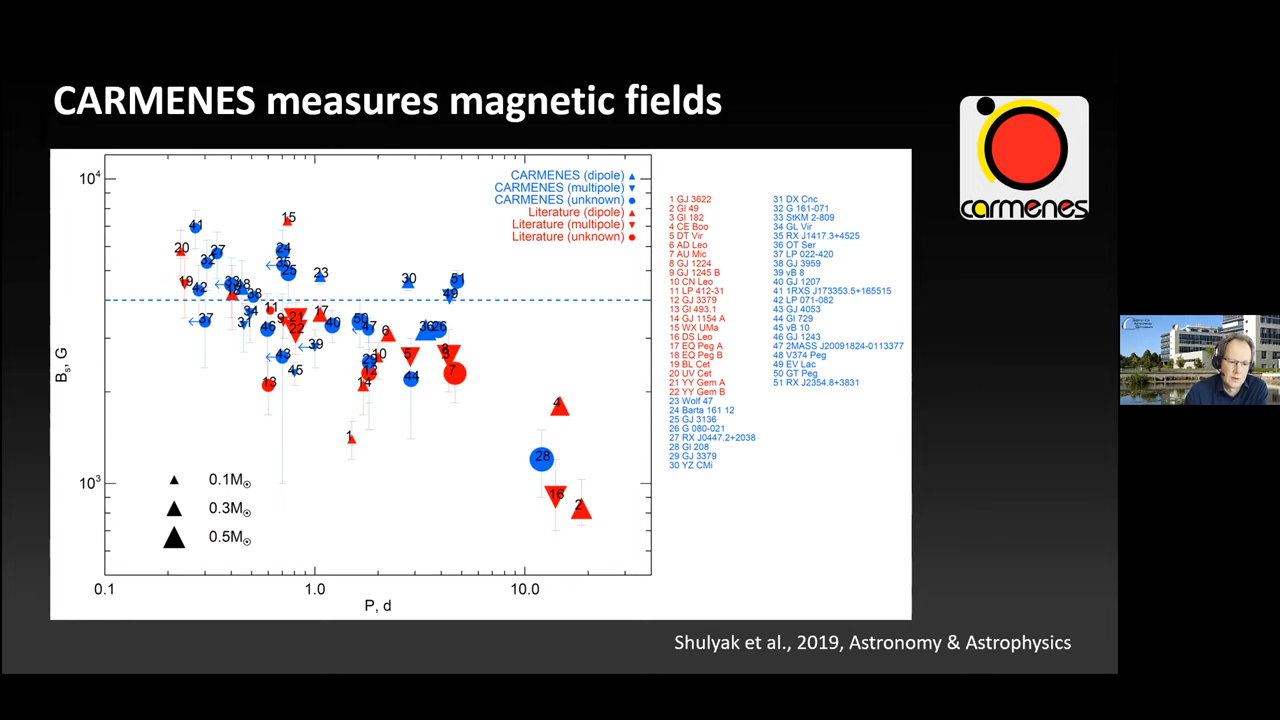 CARMENES measures magnetic fields
carmenes
10⁴
10³
Bs, G
0.1
1.0
10.0
P, d
CARMENES (dipole)
CARMENES (multipole)
CARMENES (unknown)
Literature (dipole)
Literature (multipole)
Literature (unknown)
0.1M☉
0.3M☉
0.5M☉
1 GJ 3622
2 Gl 49
3 Gl 182
4 CE Boo
5 DT Vir
6 AD Leo
7 AU Mic
8 GJ 1224
9 GJ 1245 B
10 CN Leo
11 LP 412-31
12 GJ 3379
13 Gl 493.1
14 GJ 1154 A
15 WX UMa
16 DS Leo
17 EQ Peg A
18 EQ Peg B
19 BL Cet
20 UV Cet
21 YY Gem A
22 YY Gem B
23 Wolf 47
24 Barta 161 12
25 GJ 3136
26 G 080-021
27 RX J0447.2+2038
28 Gl 208
29 GJ 3379
30 YZ CMi
31 DX Cnc
32 G 161-071
33 StKM 2-809
34 GL Vir
35 RX J1417.3+4525
36 OT Ser
37 LP 022-420
38 GJ 3959
39 vB 8
40 GJ 1207
41 1RXS J173353.5+165515
42 LP 071-082
43 GJ 4053
44 Gl 729
45 vB 10
46 GJ 1243
47 2MASS J20091824-0113377
48 V374 Peg
49 EV Lac
50 GT Peg
51 RX J2354.8+3831
Shulyak et al., 2019, Astronomy & Astrophysics